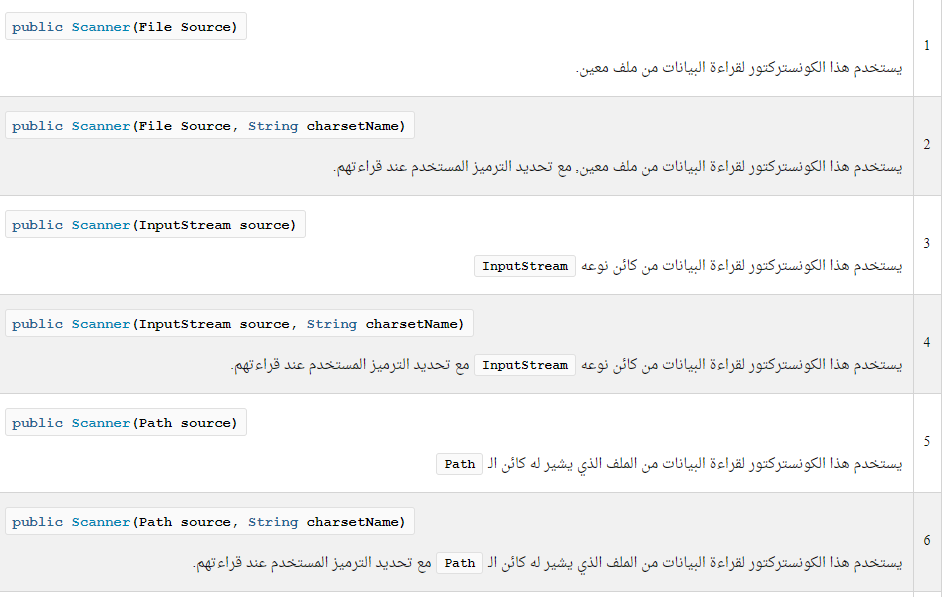 public Scanner(File Source)
1
يستخدم هذا الكونستركتور لقراءة البيانات من ملف معين.
public Scanner(File Source, String charsetName)
2
يستخدم هذا الكونستركتور لقراءة البيانات من ملف معين, مع تحديد الترميز المستخدم عند قراءتهم.
public Scanner(InputStream source)
3
يستخدم هذا الكونستركتور لقراءة البيانات من كائن نوعه InputStream
public Scanner(InputStream source, String charsetName)
4
يستخدم هذا الكونستركتور لقراءة البيانات من كائن نوعه InputStream مع تحديد الترميز المستخدم عند قراءتهم.
public Scanner(Path source)
5
يستخدم هذا الكونستركتور لقراءة البيانات من الملف الذي يشير له كائن الـ Path
public Scanner(Path source, String charsetName)
6
يستخدم هذا الكونستركتور لقراءة البيانات من الملف الذي يشير له كائن الـ Path مع تحديد الترميز المستخدم عند قراءتهم.